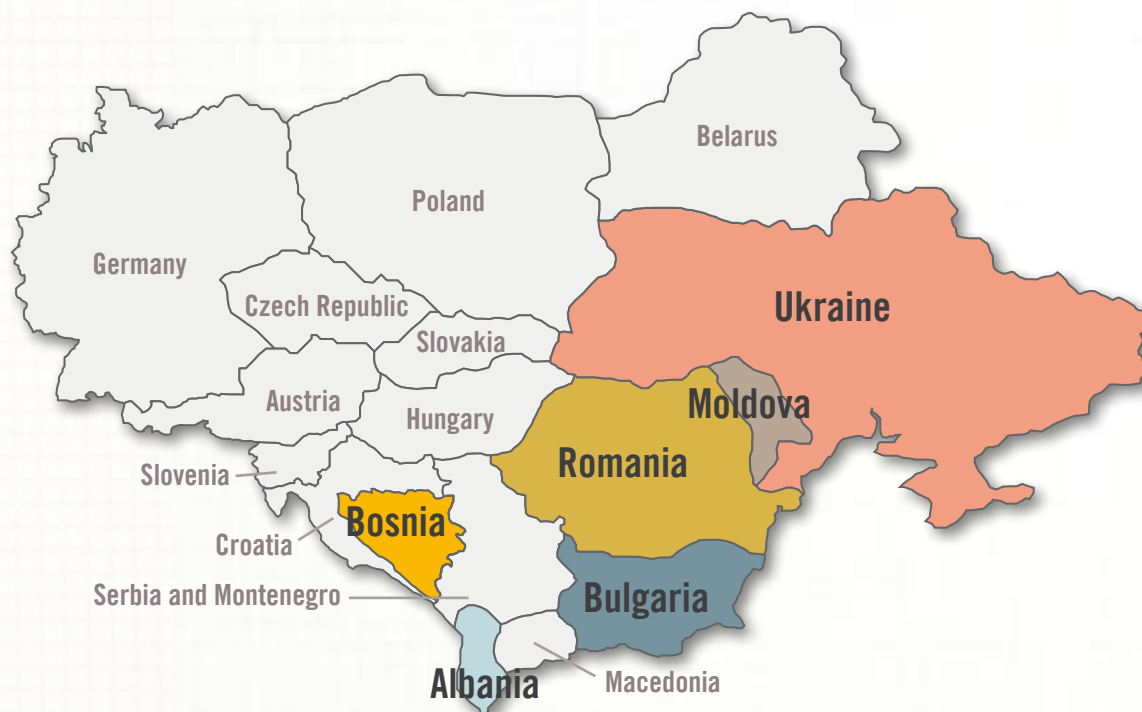 Belarus
Poland
Germany
Ukraine
Czech Republic
Slovakia
Austria
Moldova
Hungary
Romania
Slovenia
Bosnia
Croatia
Serbia and Montenegro
Bulgaria
Albania
Macedonia